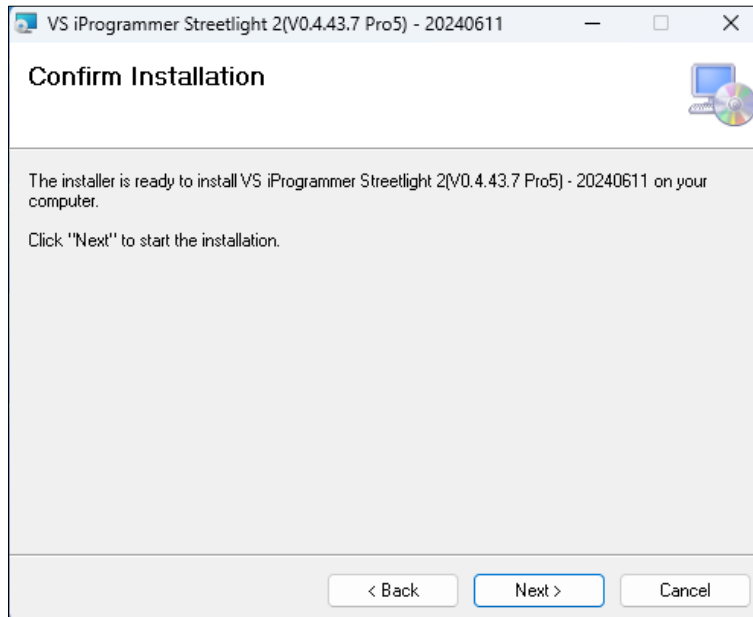 VS iProgrammer Streetlight 2(V0.4.43.7 Pro5) - 20240611
Confirm Installation
The installer is ready to install VS iProgrammer Streetlight 2(V0.4.43.7 Pro5) - 20240611 on your
computer.
Click "Next" to start the installation.
< Back
Next >
Cancel